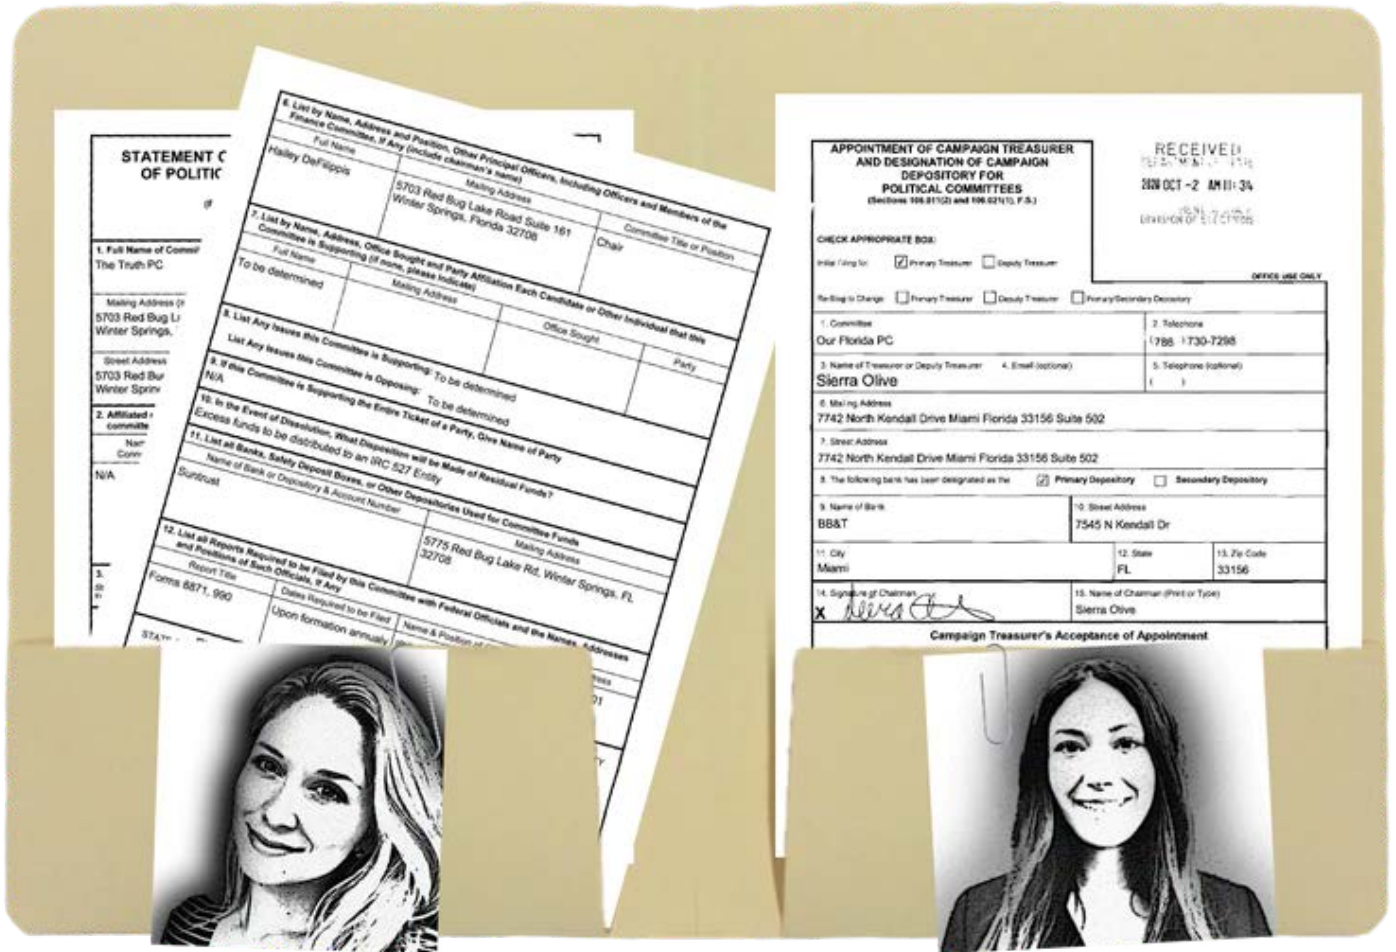 STATEMENT O
OF POLITIC
(F
1. Full Name of Commit
The Truth PC
Mailing Address (in
5703 Red Bug L
Winter Springs,
Street Address
5703 Red Bu
Winter Sprin
2. Affiliated
committe
Nam
Comm
N/A
3.
6. List by Name, Address and Position, Other Principal Officers, Including Officers and Members of the
Finance Committee, If Any (include chairman's name)
Full Name
Mailing Address
Committee Title or Position
Hailey DeFilippis
5703 Red Bug Lake Road Suite 161
Winter Springs, Florida 32708
Chair
7. List by Name, Address, Office Sought and Party Affiliation Each Candidate or Other Individual that this
Committee is Supporting (if none, please indicate)
Full Name
Mailing Address
Office Sought
Party
To be determined
8. List Any Issues this Committee is Supporting: To be determined
List Any Issues this Committee is Opposing: To be determined
9. If this Committee is Supporting the Entire Ticket of a Party, Give Name of Party
N/A
10. In the Event of Dissolution, What Disposition will be Made of Residual Funds?
Excess funds to be distributed to an IRC 527 Entity
11. List all Banks, Safety Deposit Boxes, or Other Depositories Used for Committee Funds
Name of Bank or Depository & Account Number
Mailing Address
Suntrust
5775 Red Bug Lake Rd, Winter Springs, FL
32708
12. List all Reports Required to be Filed by this Committee with Federal Officials and the Names, Addresses
and Positions of Such Officials, If Any
Report Title
Dates Required to be Filed
Name & Position of
Forms 8871, 990
Upon formation annualy
APPOINTMENT OF CAMPAIGN TREASURER
AND DESIGNATION OF CAMPAIGN
DEPOSITORY FOR
POLITICAL COMMITTEES
(Sections 106.011(2) and 106.021(1), F.S.)
RECEIVED
DEPARTMENT OF STATE
2020 OCT -2 AM 11: 34
DIVISION OF ELECTIONS
CHECK APPROPRIATE BOX:
Initial Filing for: Primary Treasurer Deputy Treasurer
OFFICE USE ONLY
Re-filing to Change: Primary Treasurer Deputy Treasurer Primary/Secondary Depository
1. Committee
Our Florida PC
2. Telephone
(786 )730-7298
3. Name of Treasurer or Deputy Treasurer
4. Email (optional)
5. Telephone (optional)
Sierra Olive
( )
6. Mailing Address
7742 North Kendall Drive Miami Florida 33156 Suite 502
7. Street Address
7742 North Kendall Drive Miami Florida 33156 Suite 502
8. The following bank has been designated as the Primary Depository Secondary Depository
9. Name of Bank
BB&T
10. Street Address
7545 N Kendall Dr
11. City
Miami
12. State
FL
13. Zip Code
33156
14. Signature of Chairman
X
15. Name of Chairman (Print or Type)
Sierra Olive
Campaign Treasurer's Acceptance of Appointment